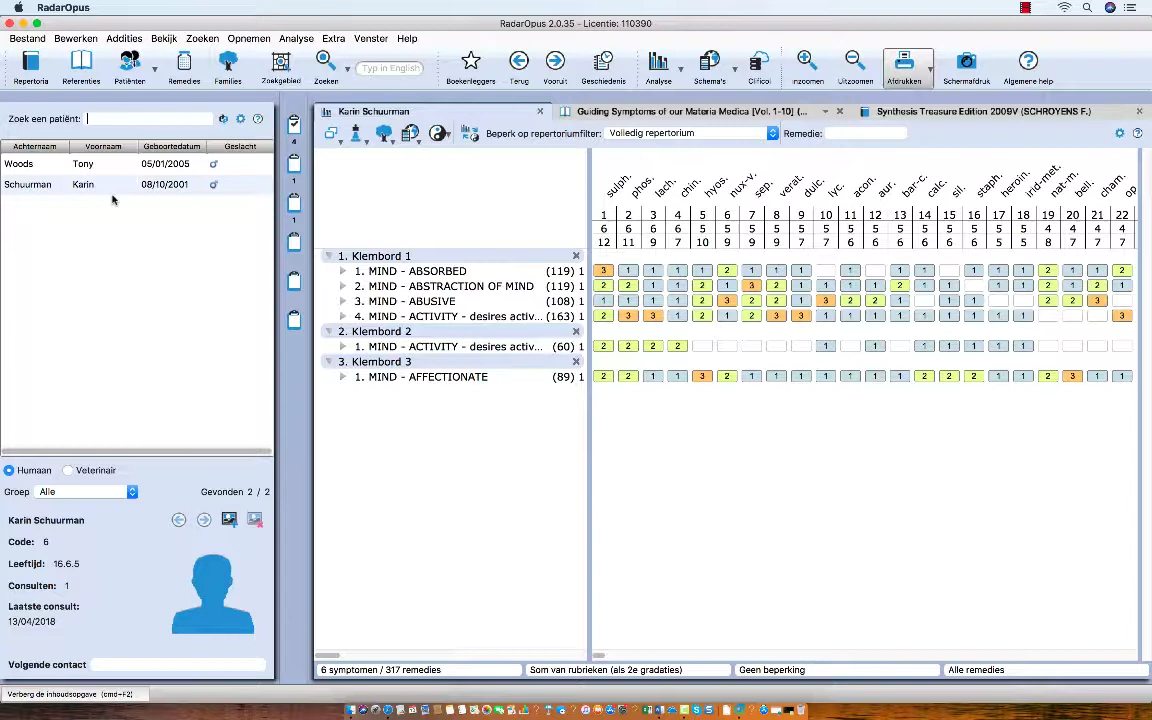 RadarOpus
RadarOpus 2.0.35 - Licentie: 110390
Bestand Bewerken Addities Bekijk Zoeken Opnemen Analyse Extra Venster Help
Typ in English
Repertoria Referenties Patiënten Remedies Families Zoekgebied Zoeken Boekenleggers Terug Vooruit Geschiedenis Analyse Schema's Clificol Inzoomen Uitzoomen Afdrukken Schermafdruk Algemene help
Zoek een patiënt:
Achternaam Voornaam Geboortedatum Geslacht
Woods Tony 05/01/2005
Schuurman Karin 08/10/2001
Humaan Veterinair
Groep Alle Gevonden 2 / 2
Karin Schuurman
Code: 6
Leeftijd: 16.6.5
Consulten: 1
Laatste consult:
13/04/2018
Volgende contact
Verberg de inhoudsopgave (cmd+F2)
4
1
1
Karin Schuurman Guiding Symptoms of our Materia Medica [Vol. 1-10] (... Synthesis Treasure Edition 2009V (SCHROYENS F.)
Beperk op repertoriumfilter: Volledig repertorium Remedie:
sulph. phos. lach. chin. hyos. nux-v. sep. verat. dulc. lyc. acon. aur. bar-c. calc. sil. staph. heroin. irid-met. nat-m. bell. cham. op
1 2 3 4 5 6 7 8 9 10 11 12 13 14 15 16 17 18 19 20 21 22
6 6 6 6 5 5 5 5 5 5 5 5 5 5 5 5 5 5 4 4 4 4
12 11 9 7 10 9 9 9 9 7 6 6 6 6 6 6 5 5 8 7 7 7
1. Klembord 1
1. MIND - ABSORBED (119) 1
2. MIND - ABSTRACTION OF MIND (119) 1
3. MIND - ABUSIVE (108) 1
4. MIND - ACTIVITY - desires activ... (163) 1
2. Klembord 2
1. MIND - ACTIVITY - desires activ... (60) 1
3. Klembord 3
1. MIND - AFFECTIONATE (89) 1
6 symptomen / 317 remedies Som van rubrieken (als 2e gradaties) Geen beperking Alle remedies